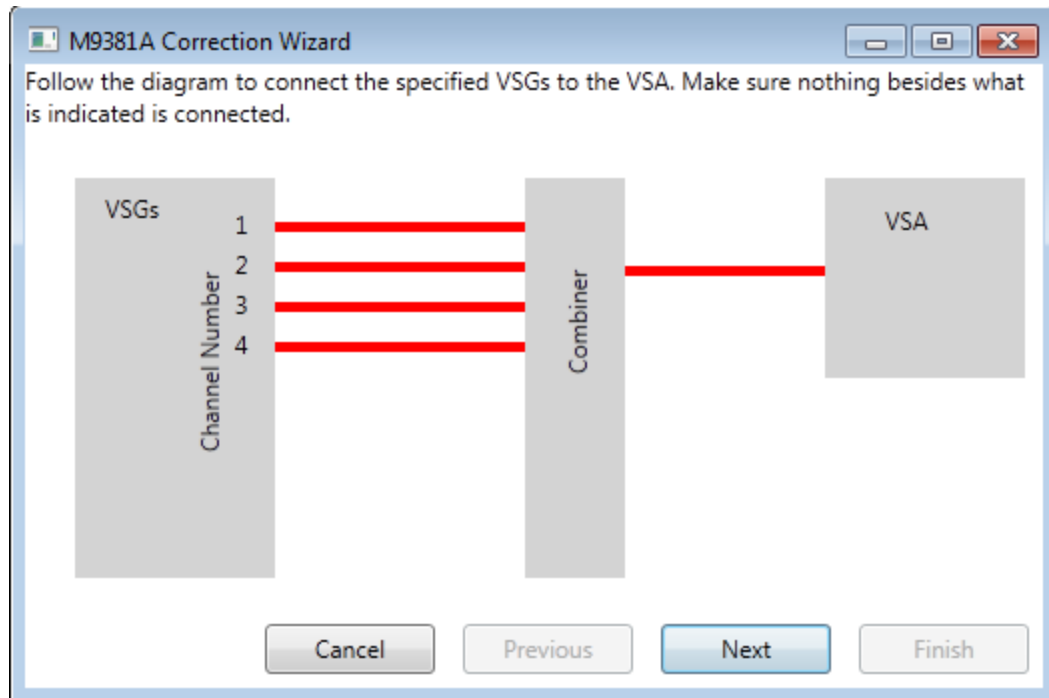 M9381A Correction Wizard
Follow the diagram to connect the specified VSGs to the VSA. Make sure nothing besides what
is indicated is connected.
VSGs
1
2
3
4
Channel Number
Combiner
VSA
Cancel
Previous
Next
Finish